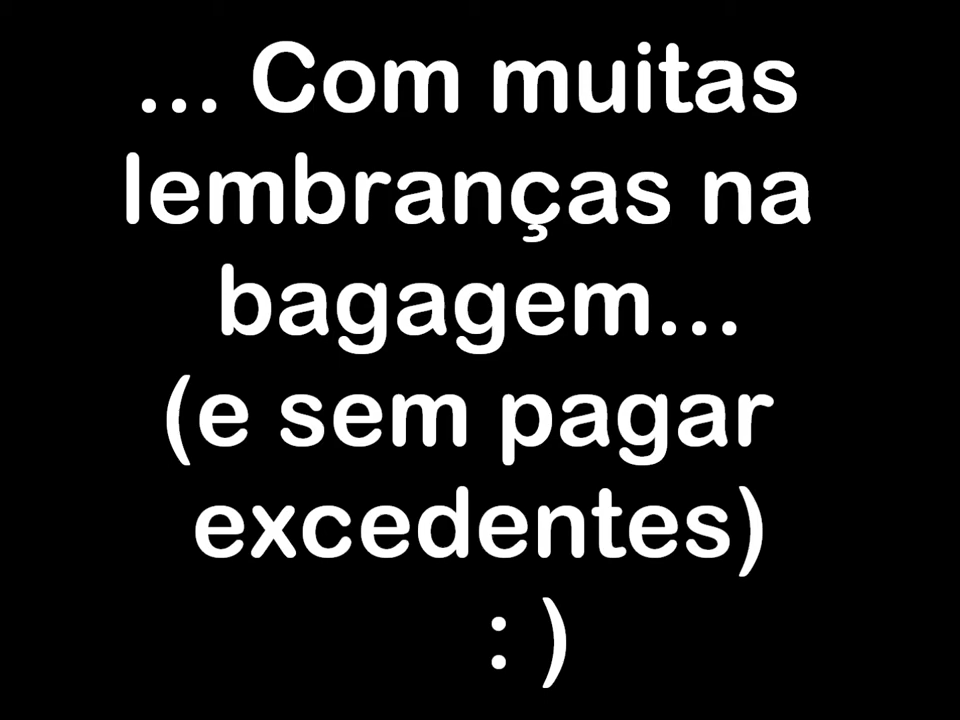 ... Com muitas
lembranças na
bagagem...
(e sem pagar
excedentes)
: )